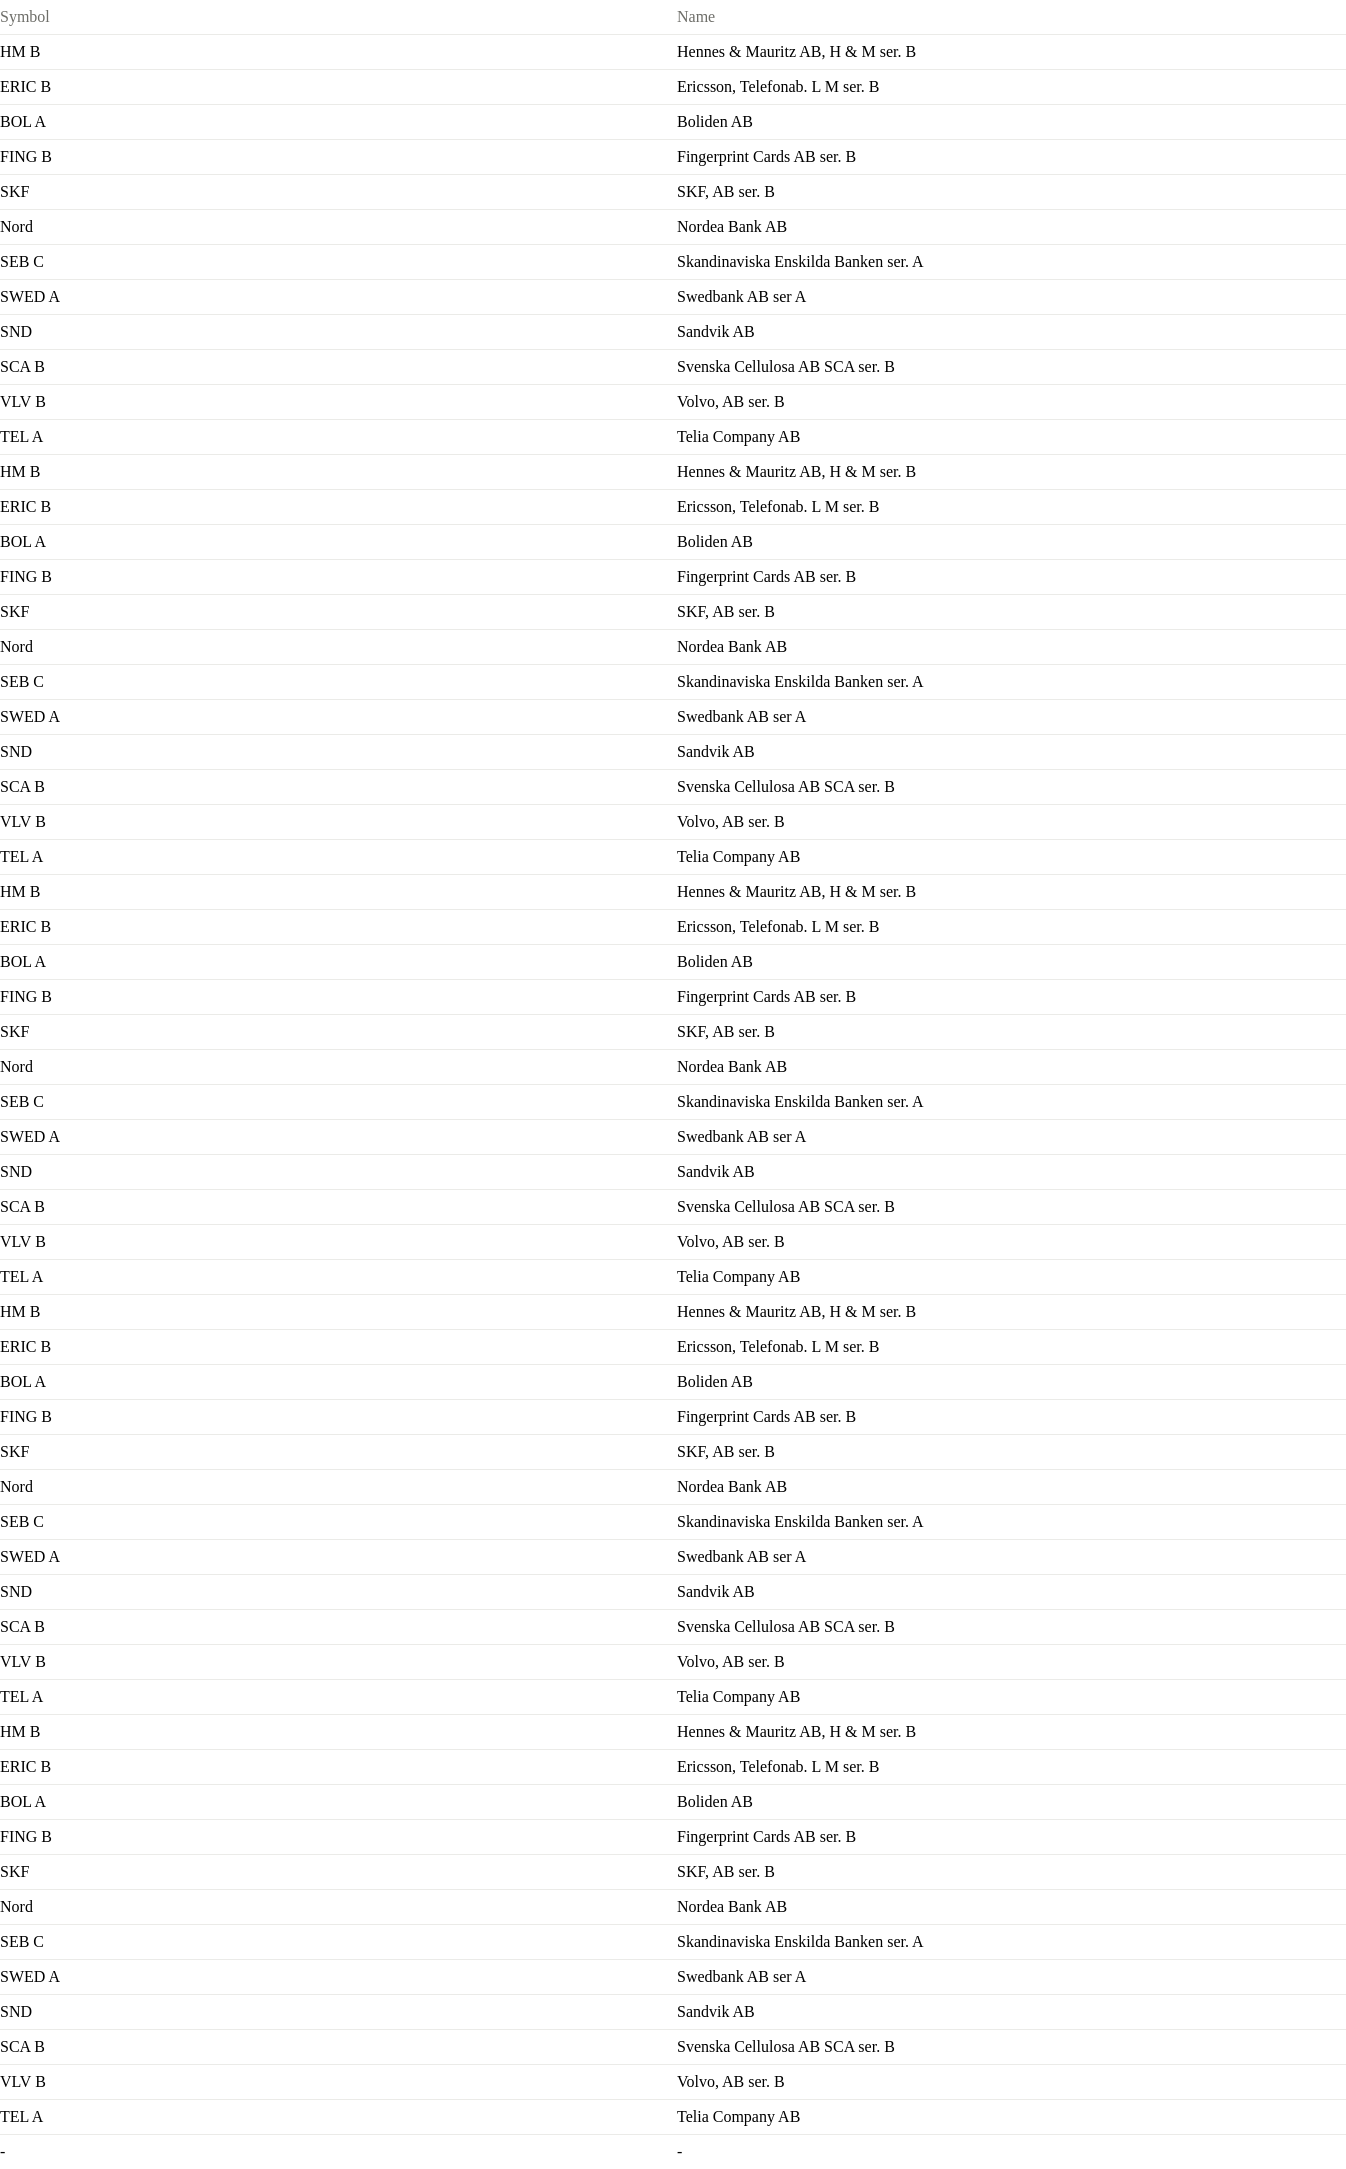 Symbol Name
HM B Hennes & Mauritz AB, H & M ser. B
ERIC B Ericsson, Telefonab. L M ser. B
BOL A Boliden AB
FING B Fingerprint Cards AB ser. B
SKF SKF, AB ser. B
Nord Nordea Bank AB
SEB C Skandinaviska Enskilda Banken ser. A
SWED A Swedbank AB ser A
SND Sandvik AB
SCA B Svenska Cellulosa AB SCA ser. B
VLV B Volvo, AB ser. B
TEL A Telia Company AB
HM B Hennes & Mauritz AB, H & M ser. B
ERIC B Ericsson, Telefonab. L M ser. B
BOL A Boliden AB
FING B Fingerprint Cards AB ser. B
SKF SKF, AB ser. B
Nord Nordea Bank AB
SEB C Skandinaviska Enskilda Banken ser. A
SWED A Swedbank AB ser A
SND Sandvik AB
SCA B Svenska Cellulosa AB SCA ser. B
VLV B Volvo, AB ser. B
TEL A Telia Company AB
HM B Hennes & Mauritz AB, H & M ser. B
ERIC B Ericsson, Telefonab. L M ser. B
BOL A Boliden AB
FING B Fingerprint Cards AB ser. B
SKF SKF, AB ser. B
Nord Nordea Bank AB
SEB C Skandinaviska Enskilda Banken ser. A
SWED A Swedbank AB ser A
SND Sandvik AB
SCA B Svenska Cellulosa AB SCA ser. B
VLV B Volvo, AB ser. B
TEL A Telia Company AB
HM B Hennes & Mauritz AB, H & M ser. B
ERIC B Ericsson, Telefonab. L M ser. B
BOL A Boliden AB
FING B Fingerprint Cards AB ser. B
SKF SKF, AB ser. B
Nord Nordea Bank AB
SEB C Skandinaviska Enskilda Banken ser. A
SWED A Swedbank AB ser A
SND Sandvik AB
SCA B Svenska Cellulosa AB SCA ser. B
VLV B Volvo, AB ser. B
TEL A Telia Company AB
HM B Hennes & Mauritz AB, H & M ser. B
ERIC B Ericsson, Telefonab. L M ser. B
BOL A Boliden AB
FING B Fingerprint Cards AB ser. B
SKF SKF, AB ser. B
Nord Nordea Bank AB
SEB C Skandinaviska Enskilda Banken ser. A
SWED A Swedbank AB ser A
SND Sandvik AB
SCA B Svenska Cellulosa AB SCA ser. B
VLV B Volvo, AB ser. B
TEL A Telia Company AB
- -